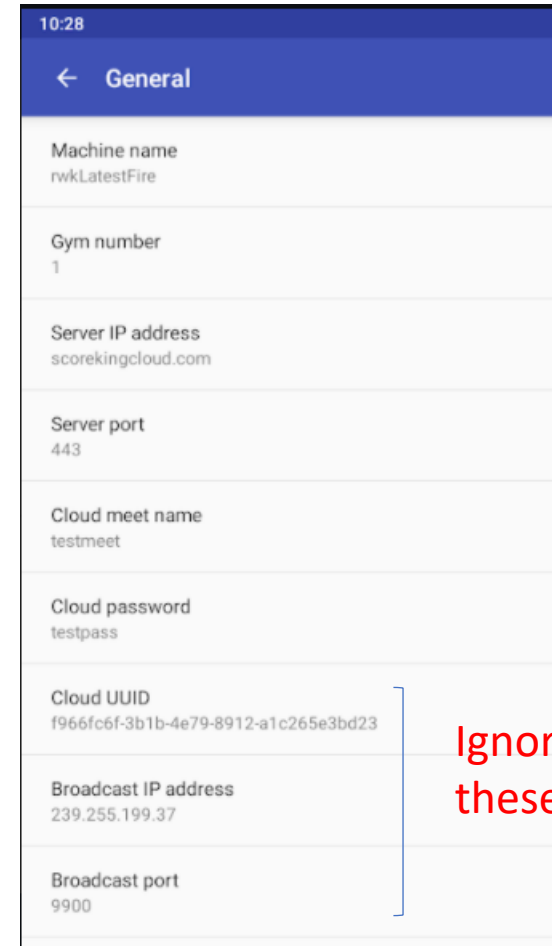 10:28
General
Machine name
rwkLatestFire
Gym number
1
Server IP address
scorekingcloud.com
Server port
443
Cloud meet name
testmeet
Cloud password
testpass
Cloud UUID
f966fc6f-3b1b-4e79-8912-a1c265e3bd23
Broadcast IP address
239.255.199.37
Broadcast port
9900
Ignor
these